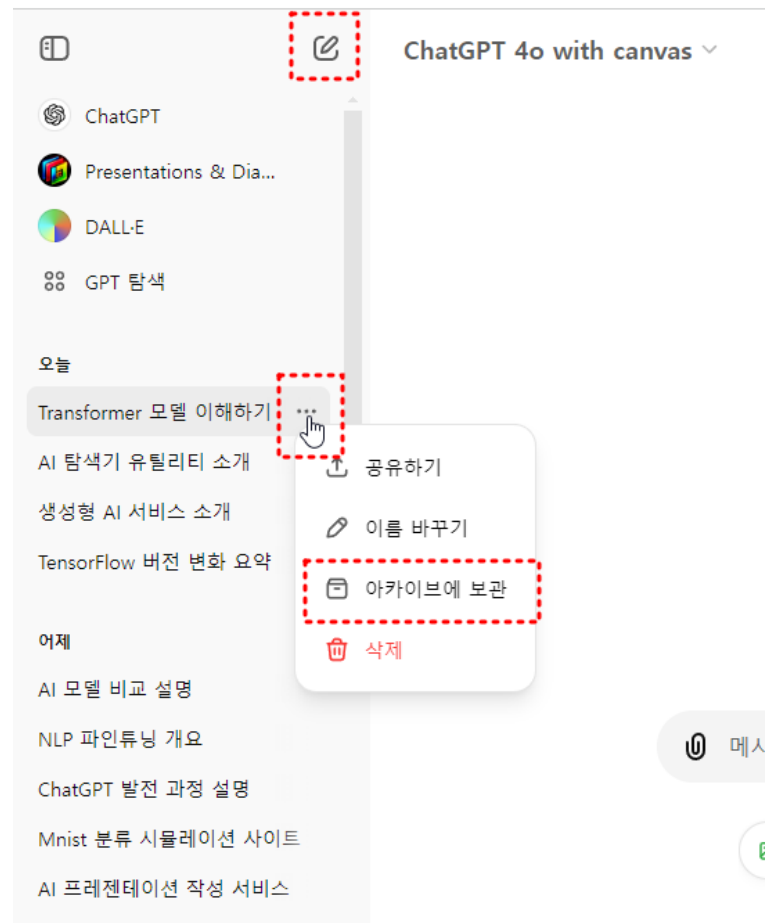 ChatGPT 4o with canvas
ChatGPT
Presentations & Dia...
DALL·E
GPT 탐색
오늘
Transformer 모델 이해하기
AI 탐색기 유틸리티 소개
생성형 AI 서비스 소개
TensorFlow 버전 변화 요약
공유하기
이름 바꾸기
아카이브에 보관
삭제
어제
AI 모델 비교 설명
NLP 파인튜닝 개요
ChatGPT 발전 과정 설명
Mnist 분류 시뮬레이션 사이트
AI 프레젠테이션 작성 서비스